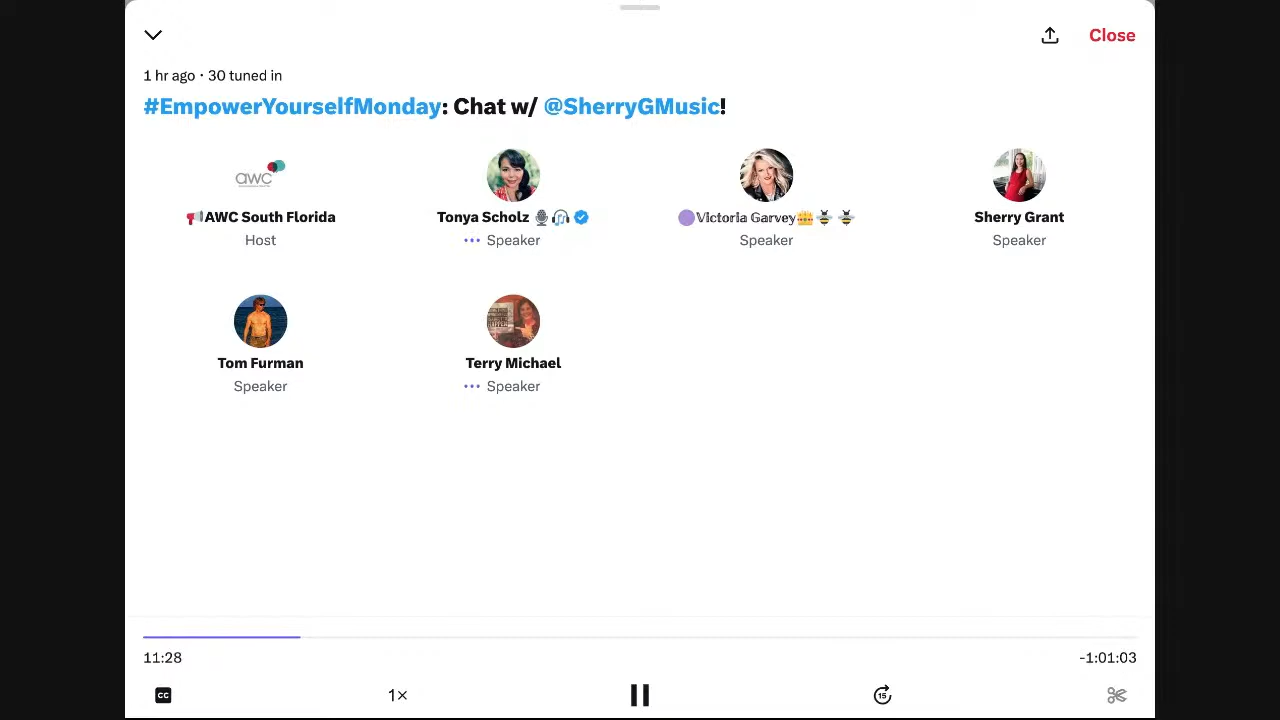 Close
1 hr ago · 30 tuned in
#EmpowerYourselfMonday: Chat w/ @SherryGMusic!
awc
📢AWC South Florida
Host
Tonya Scholz 🎙️🎧
Speaker
🟣Victoria Garvey👑🐝 🐝
Speaker
Sherry Grant
Speaker
Tom Furman
Speaker
Terry Michael
Speaker
11:28
-1:01:03
CC
1×
15